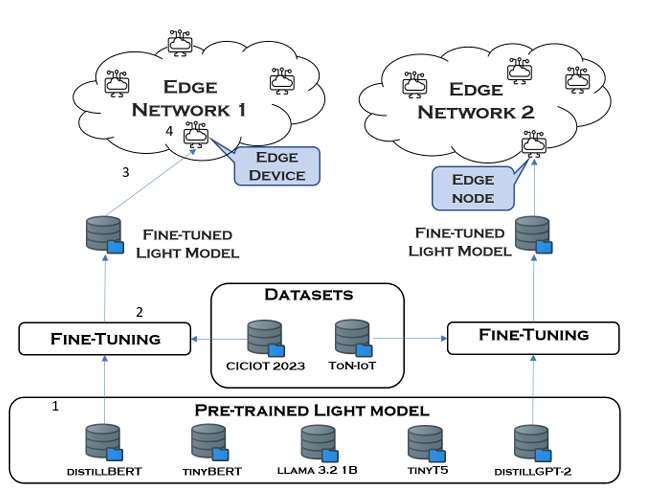 EDGE
NETWORK 1
4
EDGE
DEVICE
3
EDGE
NETWORK 2
EDGE
NODE
FINE-TUNED
LIGHT MODEL
FINE-TUNED
LIGHT MODEL
2
FINE-TUNING
DATASETS
CICIOT 2023
TON-IOT
FINE-TUNING
1
PRE-TRAINED LIGHT MODEL
DISTILLBERT
TINYBERT
LLAMA 3.2 1B
TINYT5
DISTILLGPT-2